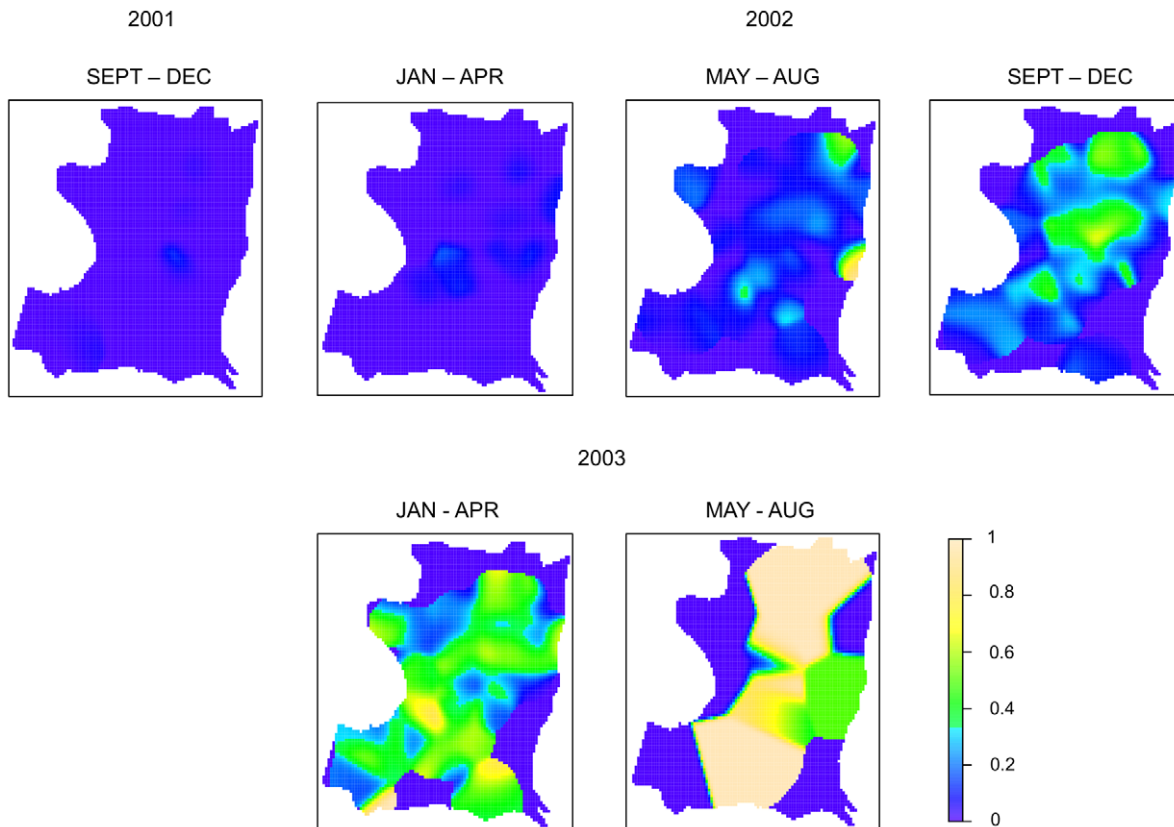 2001
2002
SEPT – DEC
JAN – APR
MAY – AUG
SEPT – DEC
2003
JAN - APR
MAY - AUG
1
0.8
0.6
0.4
0.2
0